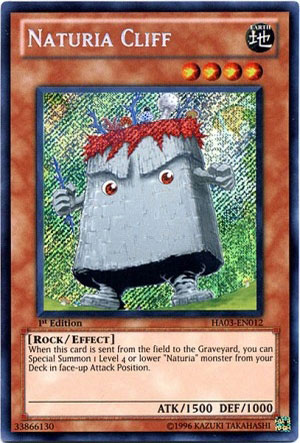 NATURIA CLIFF
EARTH
地
1st Edition
HA03-EN012
[ROCK/EFFECT]
When this card is sent from the field to the Graveyard, you can
Special Summon 1 Level 4 or lower "Naturia" monster from your
Deck in face-up Attack Position.
ATK/1500 DEF/1000
33866130
©1996 KAZUKI TAKAHASHI